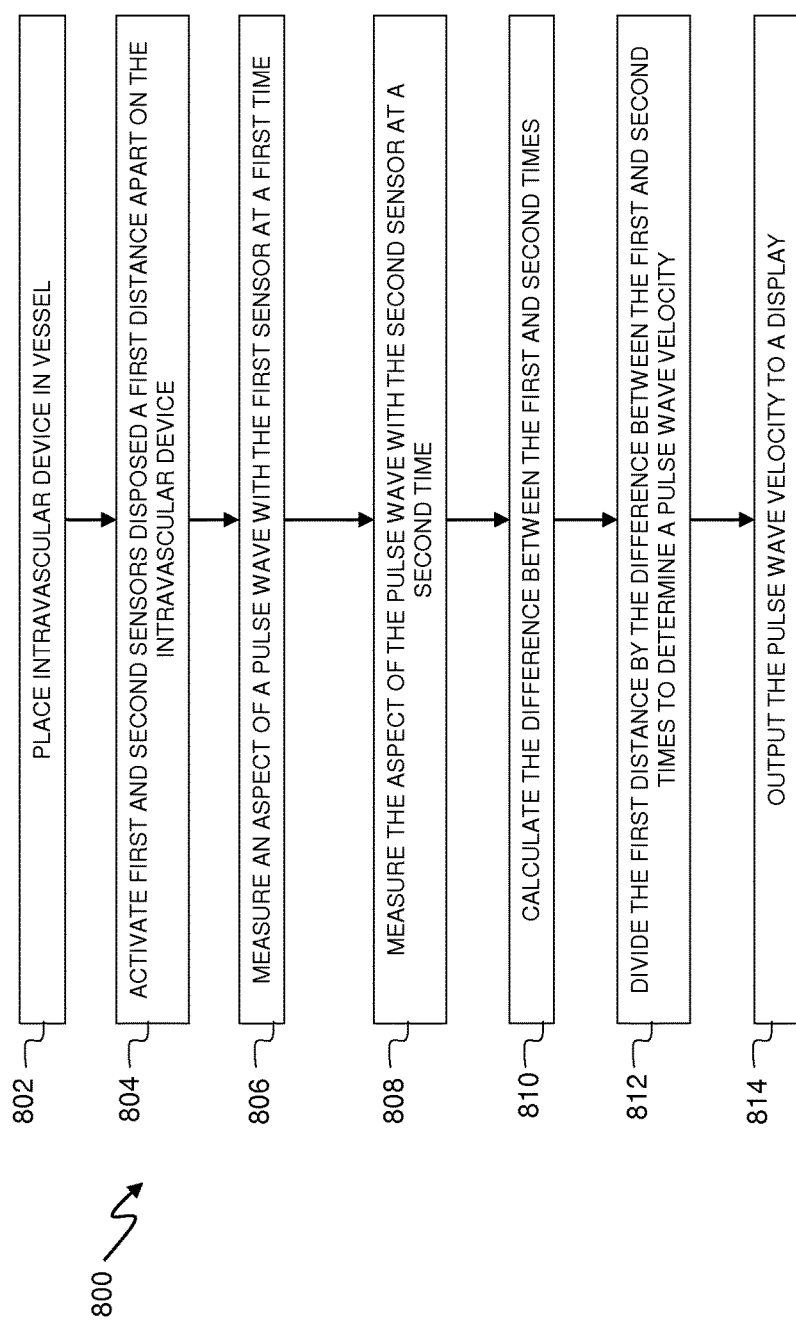 800
802
PLACE INTRAVASCULAR DEVICE IN VESSEL
804
ACTIVATE FIRST AND SECOND SENSORS DISPOSED A FIRST DISTANCE APART ON THE
INTRAVASCULAR DEVICE
806
MEASURE AN ASPECT OF A PULSE WAVE WITH THE FIRST SENSOR AT A FIRST TIME
808
MEASURE THE ASPECT OF THE PULSE WAVE WITH THE SECOND SENSOR AT A
SECOND TIME
810
CALCULATE THE DIFFERENCE BETWEEN THE FIRST AND SECOND TIMES
812
DIVIDE THE FIRST DISTANCE BY THE DIFFERENCE BETWEEN THE FIRST AND SECOND
TIMES TO DETERMINE A PULSE WAVE VELOCITY
814
OUTPUT THE PULSE WAVE VELOCITY TO A DISPLAY